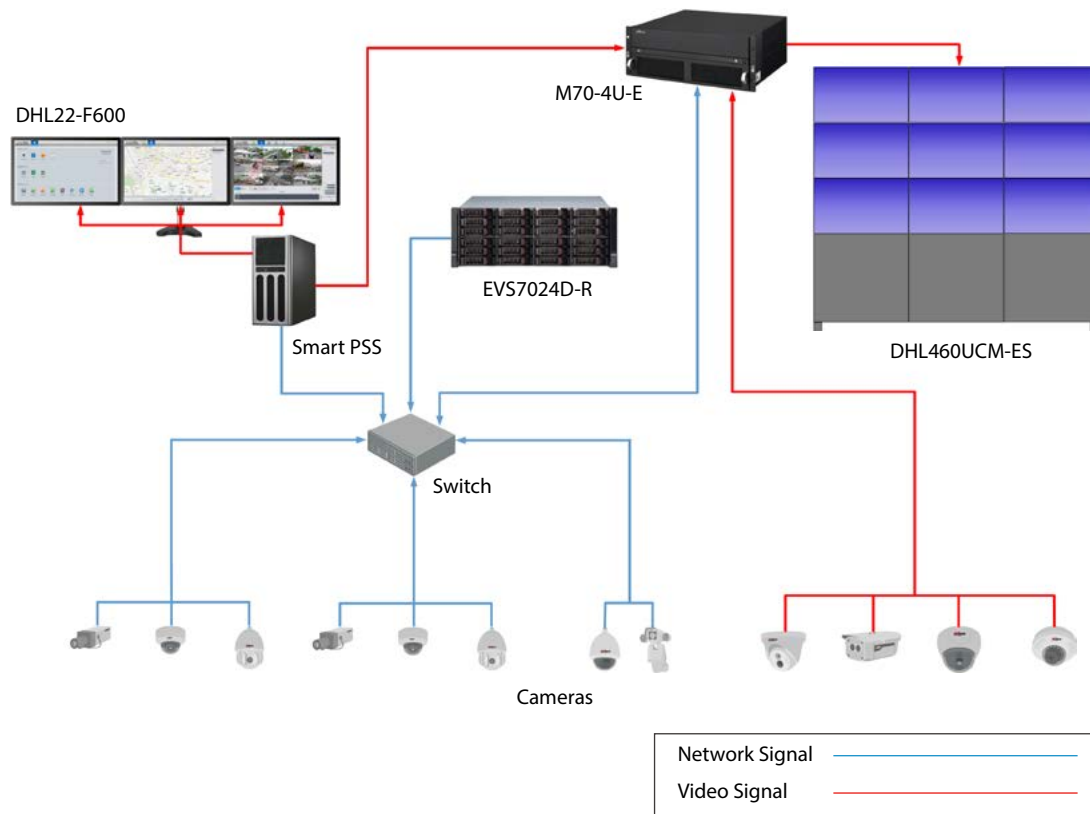 M70-4U-E
DHL22-F600
EVS7024D-R
Smart PSS
DHL460UCM-ES
Switch
Cameras
Network Signal
Video Signal